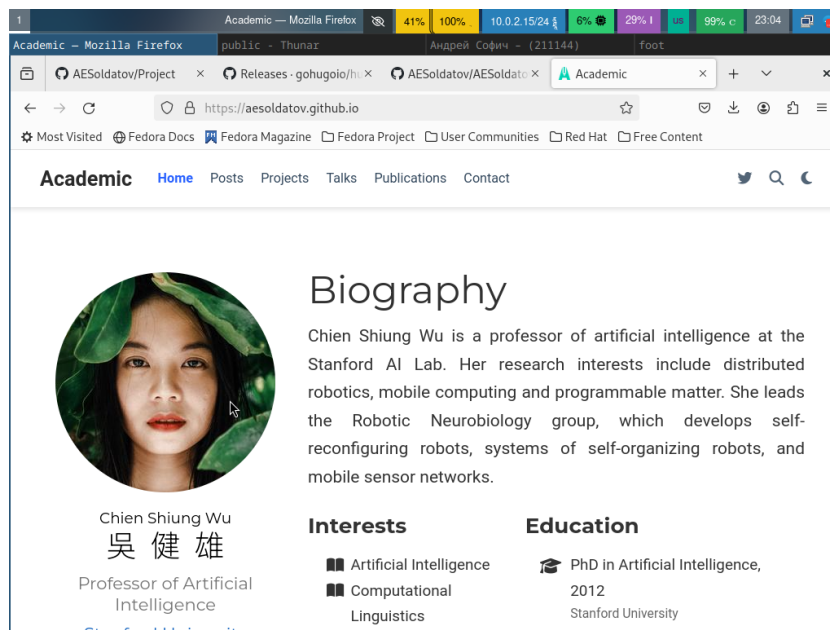 1 Academic — Mozilla Firefox 41% 100% 10.0.2.15/24 6% 29% us 99% 23:04
Academic — Mozilla Firefox public - Thunar Андрей Софич - (211144) foot
AESoldatov/Project Releases · gohugoio/hu AESoldatov/AESoldato Academic
https://aesoldatov.github.io
Most Visited Fedora Docs Fedora Magazine Fedora Project User Communities Red Hat Free Content
Academic Home Posts Projects Talks Publications Contact
Biography
Chien Shiung Wu is a professor of artificial intelligence at the
Stanford AI Lab. Her research interests include distributed
robotics, mobile computing and programmable matter. She leads
the Robotic Neurobiology group, which develops self-
reconfiguring robots, systems of self-organizing robots, and
mobile sensor networks.
Chien Shiung Wu
吳健雄
Professor of Artificial
Intelligence
Interests
Artificial Intelligence
Computational
Linguistics
Education
PhD in Artificial Intelligence,
2012
Stanford University